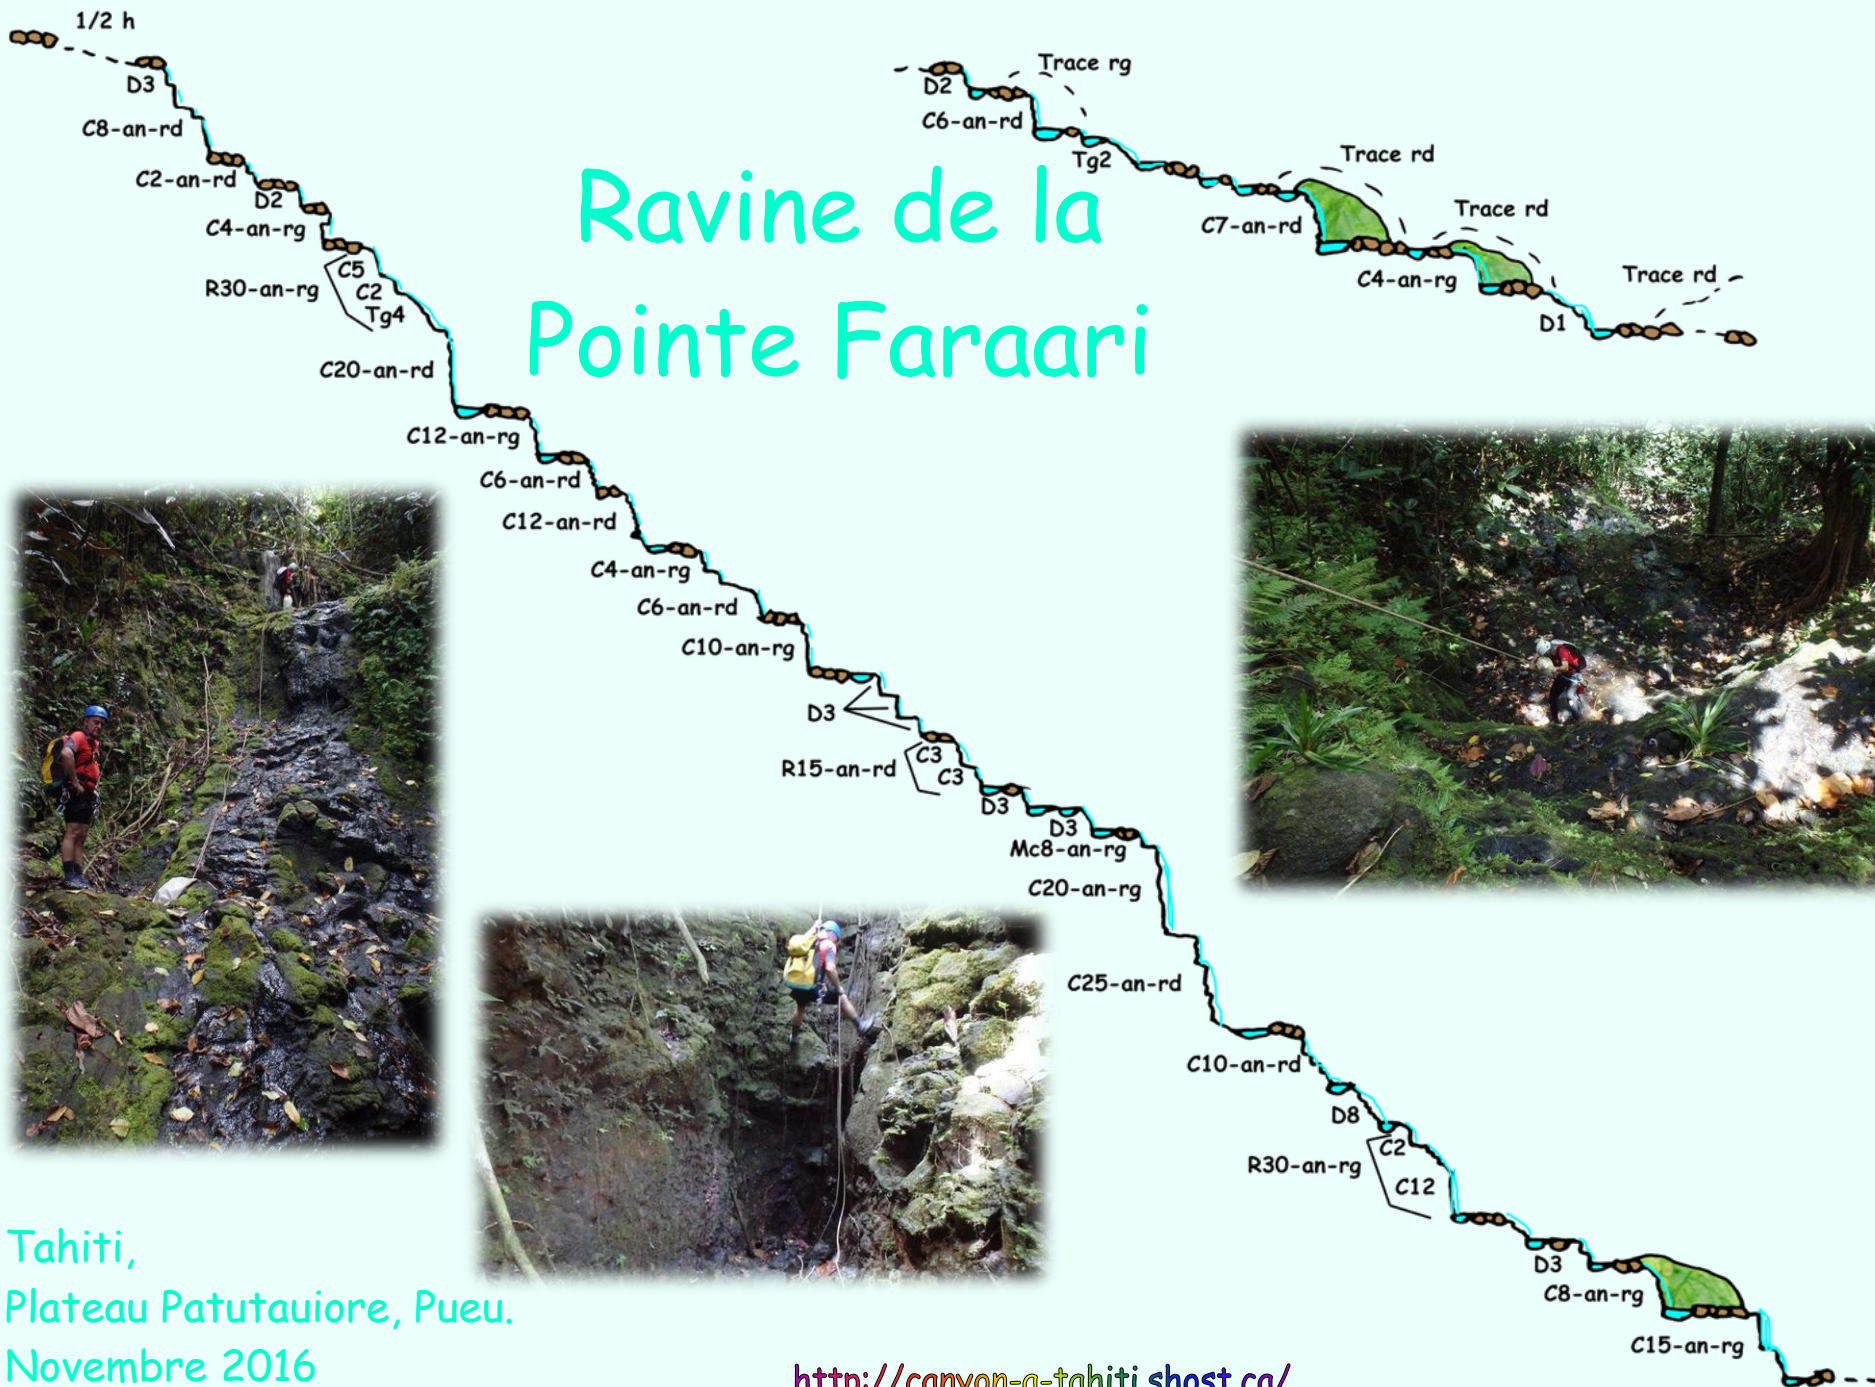 1/2 h
D3
C8-an-rd
C2-an-rd
D2
C4-an-rg
C5
R30-an-rg
C2
Tg4
C20-an-rd
C12-an-rg
C6-an-rd
C12-an-rd
C4-an-rg
C6-an-rd
C10-an-rg
D3
C3
R15-an-rd
C3
D3
D3
Mc8-an-rg
C20-an-rg
C25-an-rd
C10-an-rd
D8
C2
R30-an-rg
C12
D3
C8-an-rg
C15-an-rg
Trace rg
D2
C6-an-rd
Tg2
Trace rd
C7-an-rd
Trace rd
C4-an-rg
Trace rd
D1
Ravine de la
Pointe Faraari
Tahiti,
Plateau Patutauiore, Pueu.
Novembre 2016
http://canyon-a-tahiti.shost.ca/